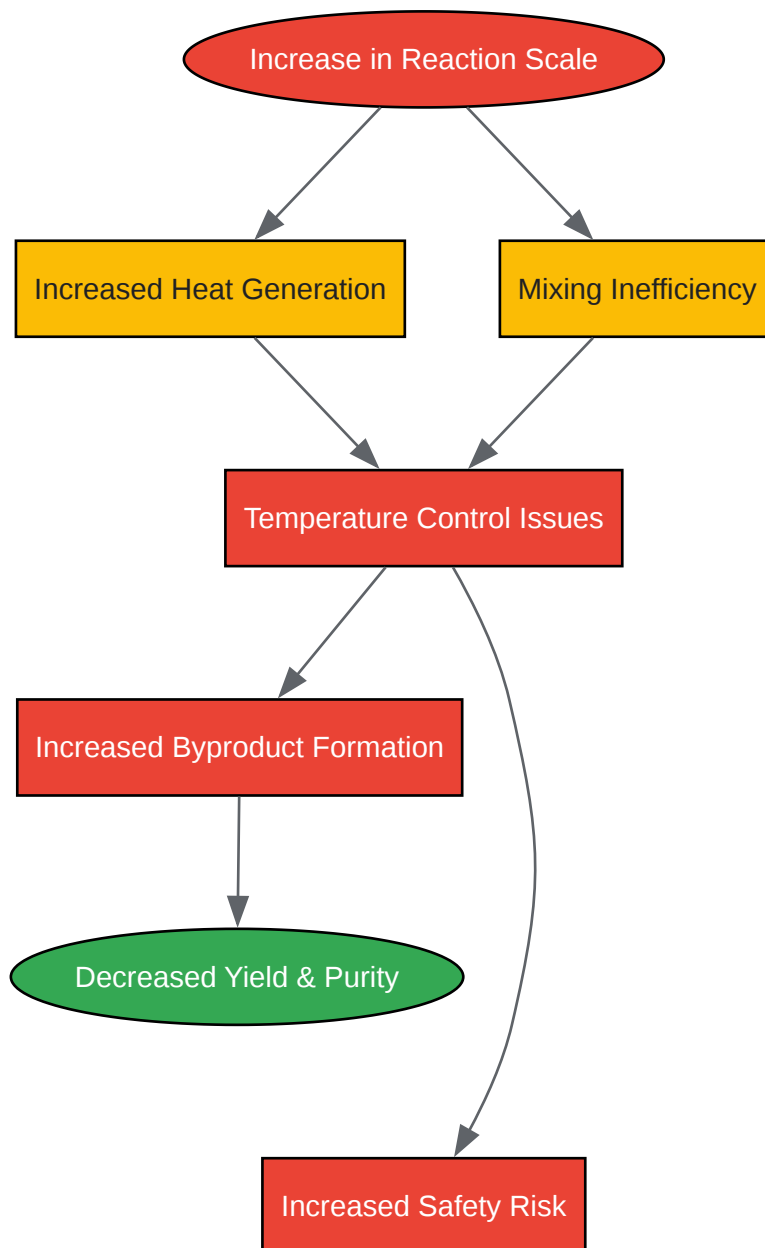 Increase in Reaction Scale
Increased Heat Generation
Mixing Inefficiency
Temperature Control Issues
Increased Byproduct Formation
Decreased Yield & Purity
Increased Safety Risk